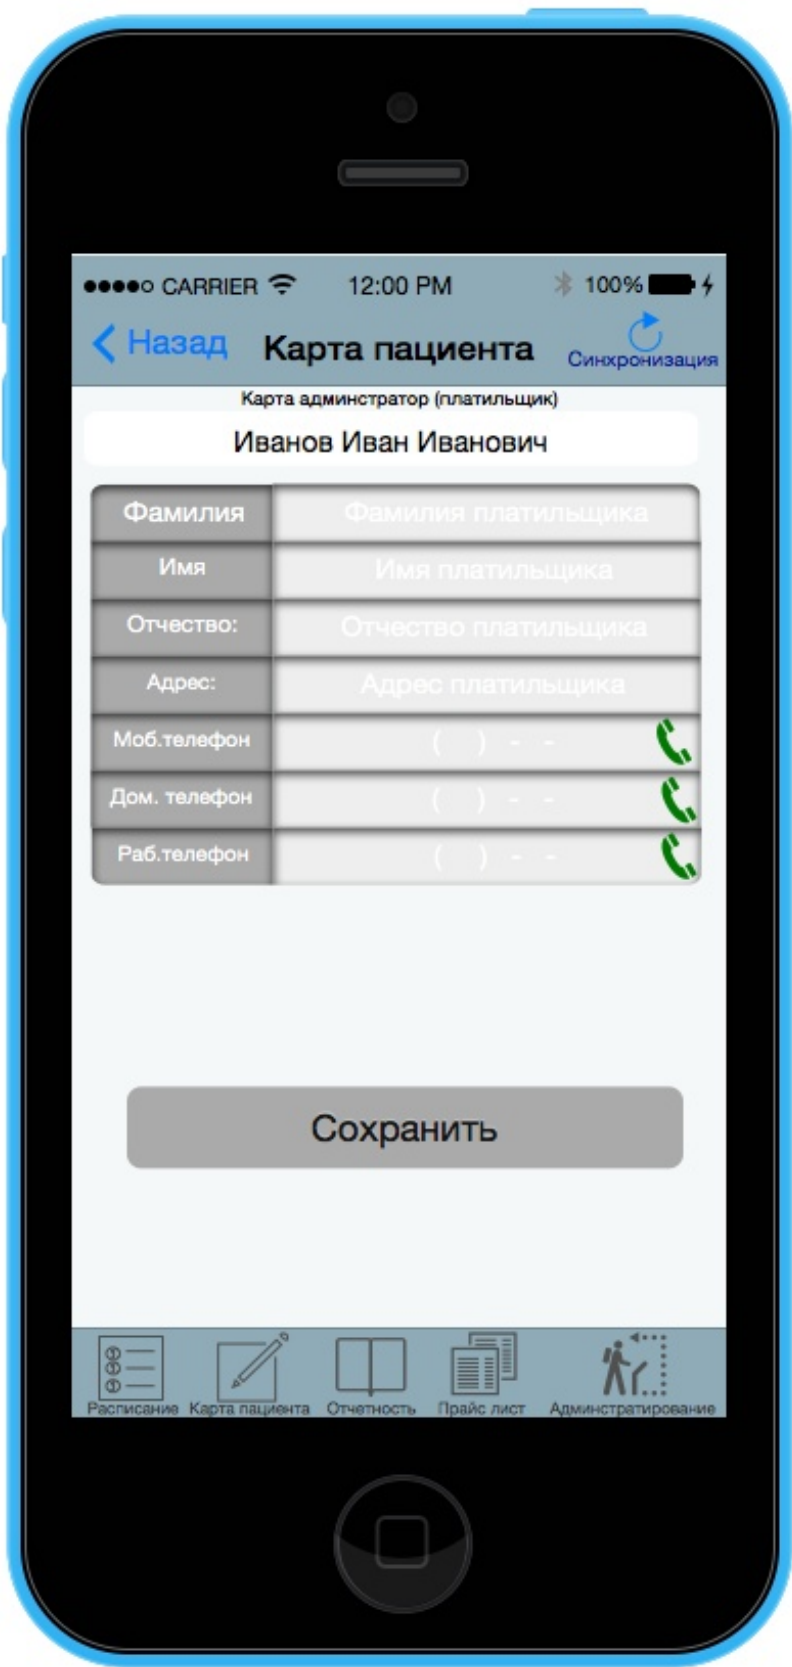 CARRIER 12:00 PM 100%
Назад Карта пациента Синхронизация
Карта админстратор (платильщик)
Иванов Иван Иванович
Фамилия Фамилия платильщика
Имя Имя платильщика
Отчество: Отчество платильщика
Адрес: Адрес платильщика
Моб.телефон ( ) - -
Дом. телефон ( ) - -
Раб.телефон ( ) - -
Сохранить
Расписание Карта пациента Отчетность Прайс лист Админстратирование